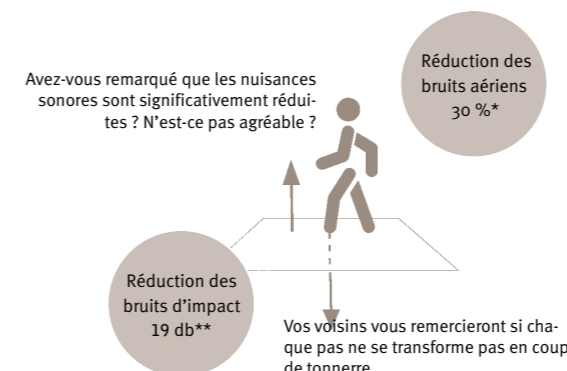 Avez-vous remarqué que les nuisances
sonores sont significativement rédui-
tes ? N’est-ce pas agréable ?
Réduction des
bruits aériens
30 %*
Réduction des
bruits d’impact
19 db**
Vos voisins vous remercieront si cha-
que pas ne se transforme pas en coup
de tonnerre